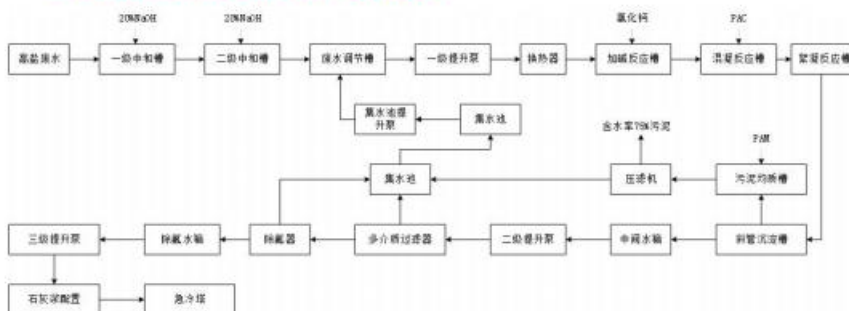 20%NaOH
20%NaOH
氯化钙
PAC
高盐废水
一级中和槽
二级中和槽
废水调节槽
一级提升泵
换热器
加碱反应槽
混凝反应槽
絮凝反应槽
集水池提
升泵
集水池
含水率75%污泥
PAM
集水池
压滤机
污泥均质槽
三级提升泵
除氟水箱
除氟器
多介质过滤器
二级提升泵
中间水箱
斜管沉淀槽
石灰浆配置
急冷塔